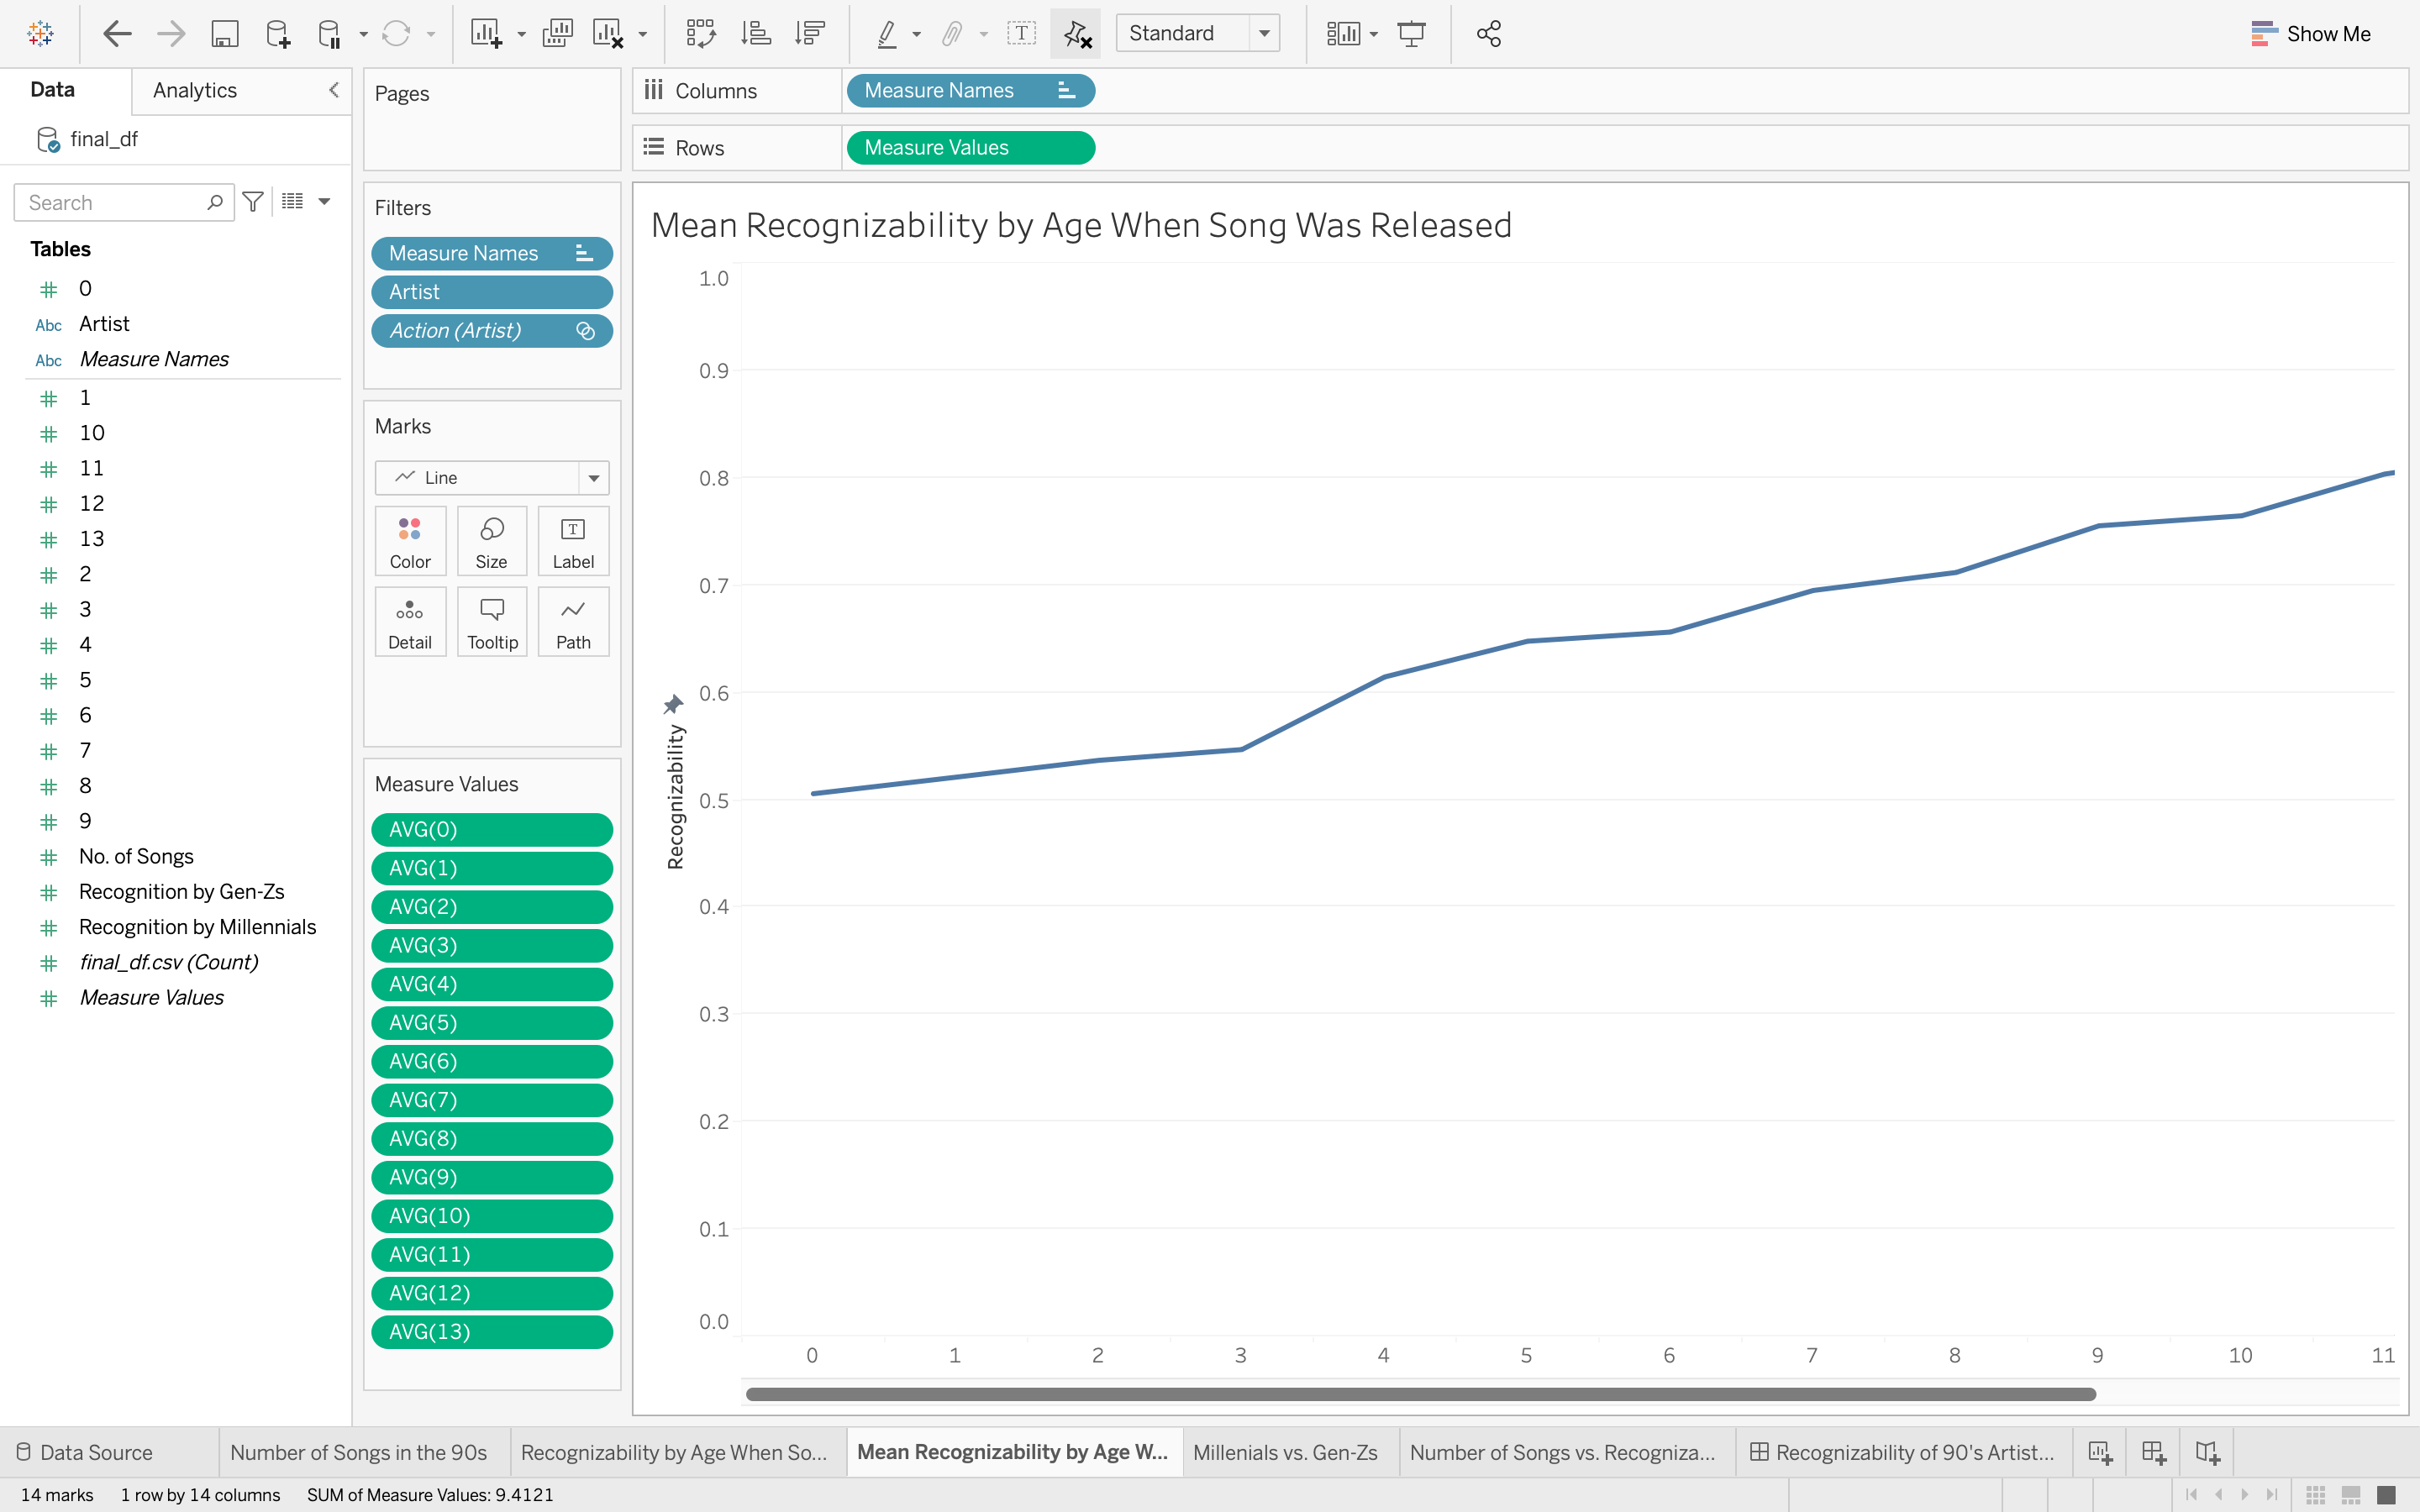 Standard
Show Me
Data
Analytics
final_df
Search
Tables
# 0
Abc Artist
Abc Measure Names
# 1
# 10
# 11
# 12
# 13
# 2
# 3
# 4
# 5
# 6
# 7
# 8
# 9
# No. of Songs
# Recognition by Gen-Zs
# Recognition by Millennials
# final_df.csv (Count)
# Measure Values
Pages
Filters
Measure Names
Artist
Action (Artist)
Marks
Line
Color Size Label
Detail Tooltip Path
Measure Values
AVG(0)
AVG(1)
AVG(2)
AVG(3)
AVG(4)
AVG(5)
AVG(6)
AVG(7)
AVG(8)
AVG(9)
AVG(10)
AVG(11)
AVG(12)
AVG(13)
Columns Measure Names
Rows Measure Values
Mean Recognizability by Age When Song Was Released
Recognizability
1.0
0.9
0.8
0.7
0.6
0.5
0.4
0.3
0.2
0.1
0.0
0 1 2 3 4 5 6 7 8 9 10 11
Data Source Number of Songs in the 90s Recognizability by Age When So... Mean Recognizability by Age W... Millenials vs. Gen-Zs Number of Songs vs. Recogniza... Recognizability of 90's Artist...
14 marks 1 row by 14 columns SUM of Measure Values: 9.4121